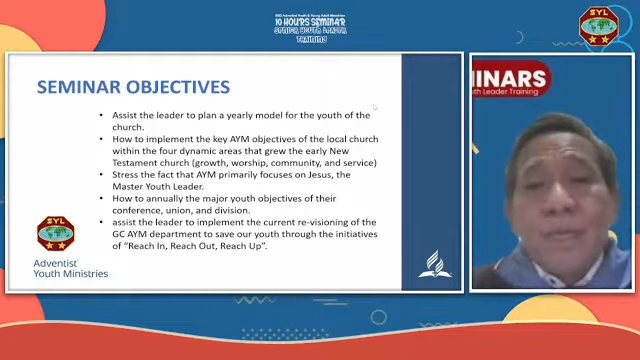 10 HOURS SEMINAR
SENIOR YOUTH LEADER
TRAINING
SYL
SEMINAR OBJECTIVES
• Assist the leader to plan a yearly model for the youth of the
church.
• How to implement the key AYM objectives of the local church
within the four dynamic areas that grew the early New
Testament church (growth, worship, community, and service)
• Stress the fact that AYM primarily focuses on Jesus, the
Master Youth Leader.
• How to annually the major youth objectives of their
conference, union, and division.
• assist the leader to implement the current re-visioning of the
GC AYM department to save our youth through the initiatives
of “Reach In, Reach Out, Reach Up”.
SYL
Adventist
Youth Ministries
MINARS
uth Leader Training